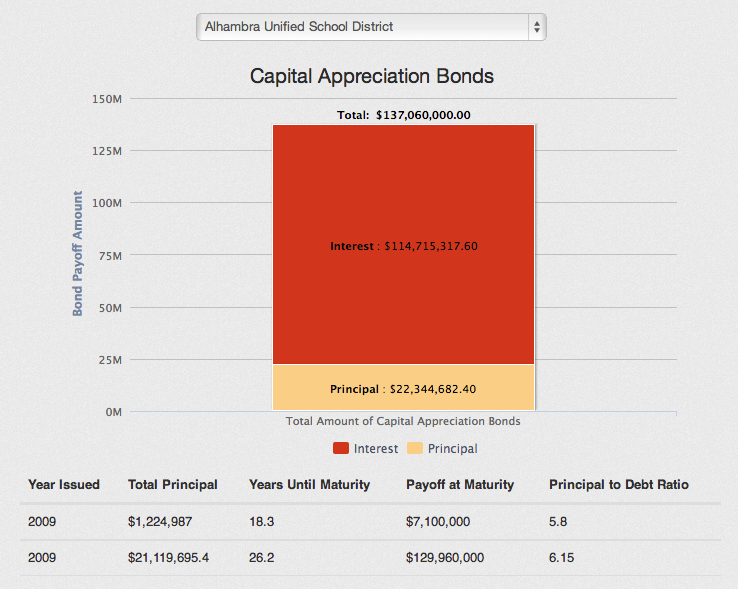 Alhambra Unified School District
Capital Appreciation Bonds
150M
Total: $137,060,000.00
125M
100M
Interest : $114,715,317.60
75M
Bond Payoff Amount
50M
25M
Principal : $22,344,682.40
0M
Total Amount of Capital Appreciation Bonds
Interest Principal
Year Issued Total Principal Years Until Maturity Payoff at Maturity Principal to Debt Ratio
2009 $1,224,987 18.3 $7,100,000 5.8
2009 $21,119,695.4 26.2 $129,960,000 6.15